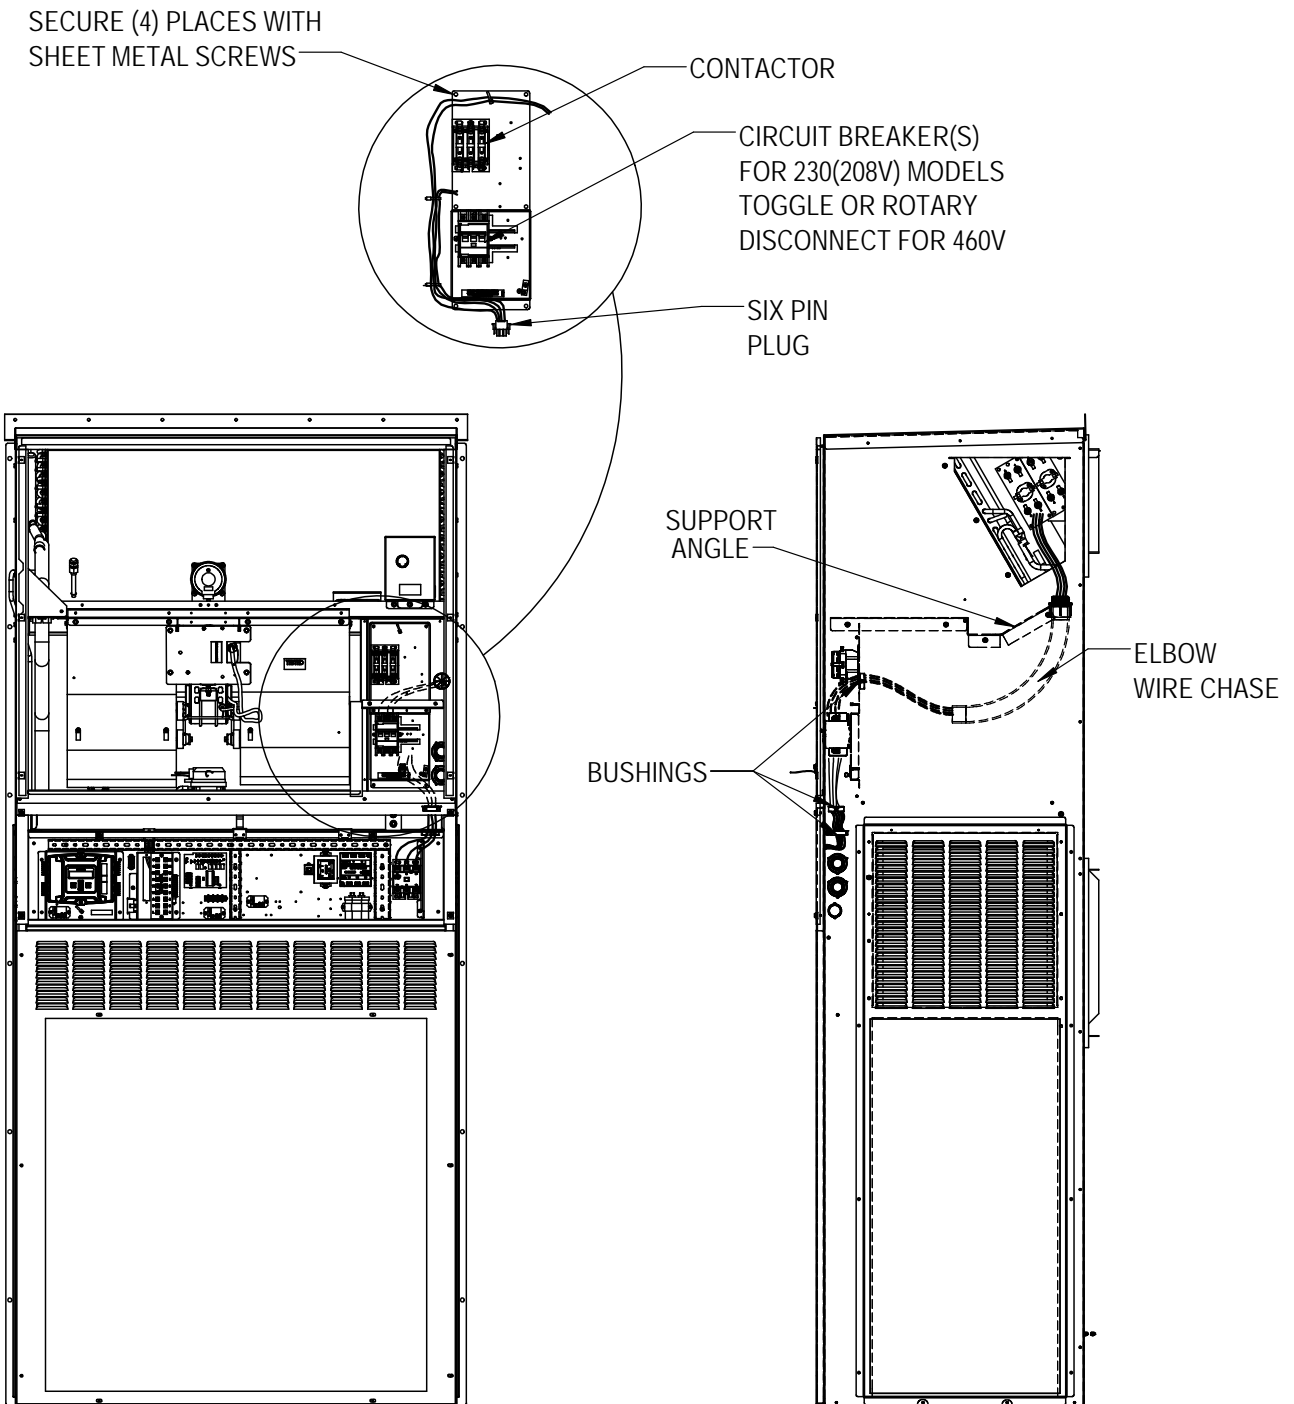 SECURE (4) PLACES WITH
SHEET METAL SCREWS
CONTACTOR
CIRCUIT BREAKER(S)
FOR 230(208V) MODELS
TOGGLE OR ROTARY
DISCONNECT FOR 460V
SIX PIN
PLUG
SUPPORT
ANGLE
ELBOW
WIRE CHASE
BUSHINGS